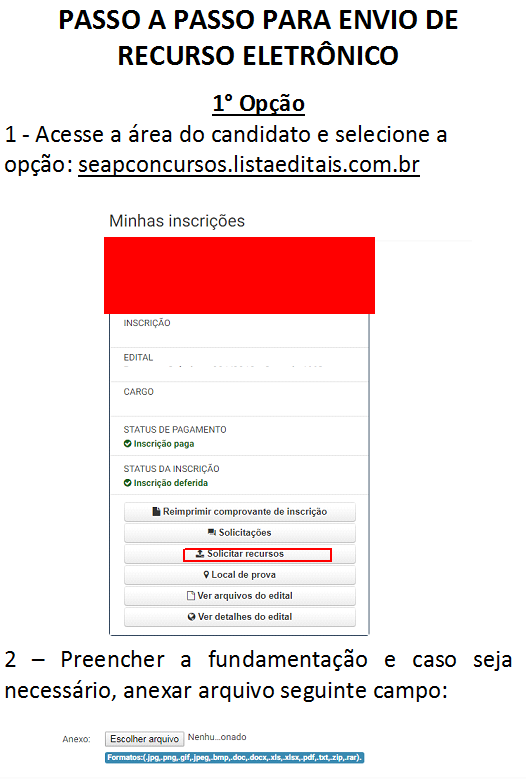 PASSO A PASSO PARA ENVIO DE
RECURSO ELETRÔNICO
1° Opção
1 - Acesse a área do candidato e selecione a
opção: seapconcursos.listaeditais.com.br
Minhas inscrições
INSCRIÇÃO
EDITAL
CARGO
STATUS DE PAGAMENTO
Inscrição paga
STATUS DA INSCRIÇÃO
Inscrição deferida
Reimprimir comprovante de inscrição
Solicitações
Solicitar recursos
Local de prova
Ver arquivos do edital
Ver detalhes do edital
2 – Preencher a fundamentação e caso seja
necessário, anexar arquivo seguinte campo:
Anexo: Escolher arquivo Nenhu...onado
Formatos:(.jpg,.png,.gif,.jpeg,.bmp,.doc,.docx,.xls,.xlsx,.pdf,.txt,.zip,.rar).